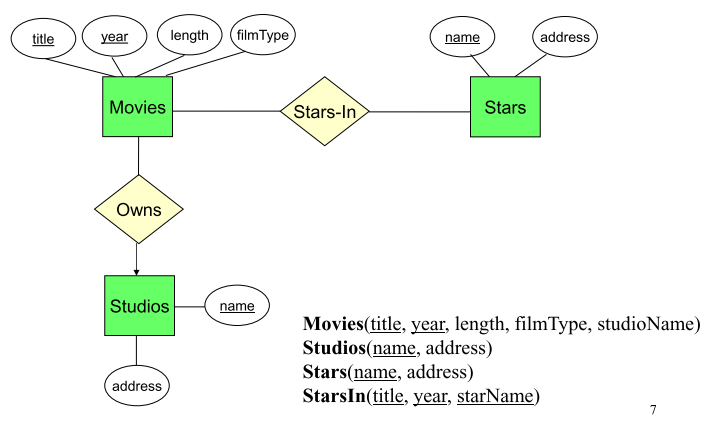 title
year
length
filmType
name
address
Movies
Stars-In
Stars
Owns
Studios
name
address
Movies(title, year, length, filmType, studioName)
Studios(name, address)
Stars(name, address)
StarsIn(title, year, starName)
7